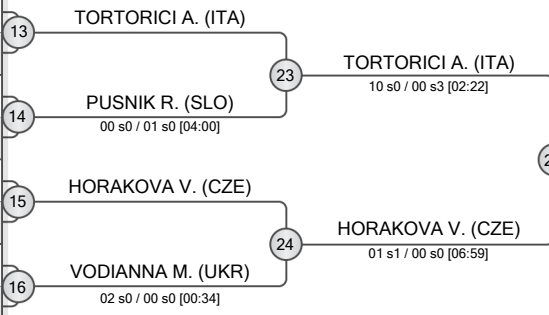 TORTORICI A. (ITA)
13
23
TORTORICI A. (ITA)
10 s0 / 00 s3 [02:22]
PUSNIK R. (SLO)
14
00 s0 / 01 s0 [04:00]
HORAKOVA V. (CZE)
15
24
HORAKOVA V. (CZE)
01 s1 / 00 s0 [06:59]
VODIANNA M. (UKR)
16
02 s0 / 00 s0 [00:34]